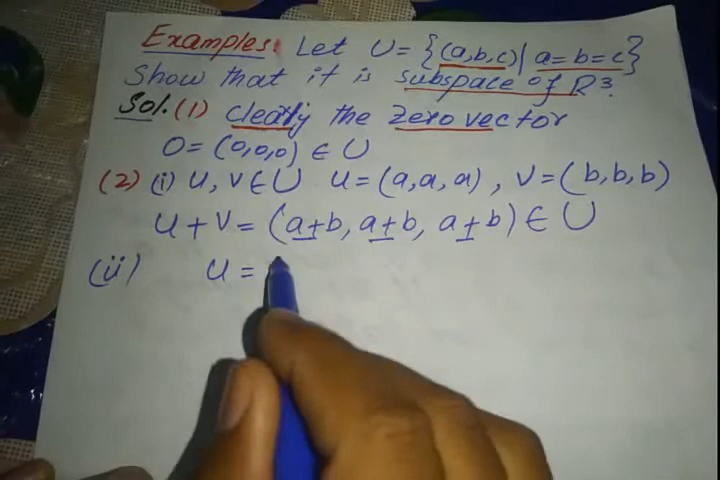 Examples: Let U = {(a,b,c) | a=b=c}
Show that it is subspace of R³.
Sol. (1) Clearly the zero vector
0 = (0,0,0) ∈ U
(2) (i) u, v ∈ U u = (a,a,a), v = (b,b,b)
u + v = (a+b, a+b, a+b) ∈ U
(ii) u =